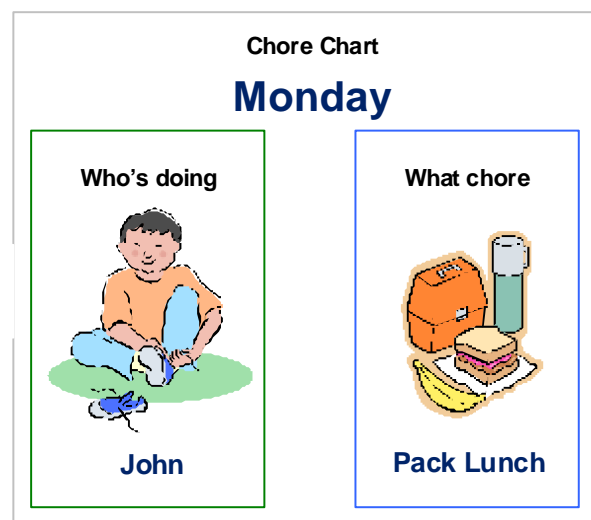 Chore Chart
Monday
Who's doing
What chore
John
Pack Lunch